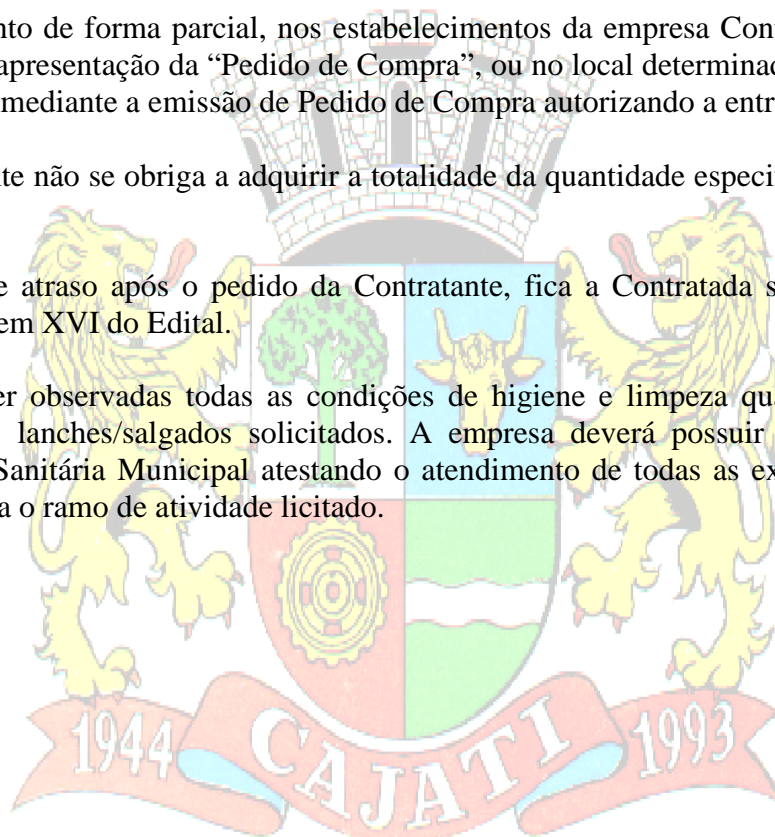 nto de forma parcial, nos estabelecimentos da empresa Con
apresentação da “Pedido de Compra”, ou no local determinad
mediante a emissão de Pedido de Compra autorizando a entr
te não se obriga a adquirir a totalidade da quantidade especi
e atraso após o pedido da Contratante, fica a Contratada s
em XVI do Edital.
er observadas todas as condições de higiene e limpeza qua
lanches/salgados solicitados. A empresa deverá possuir
Sanitária Municipal atestando o atendimento de todas as ex
a o ramo de atividade licitado.
1944 CAJATI 1993